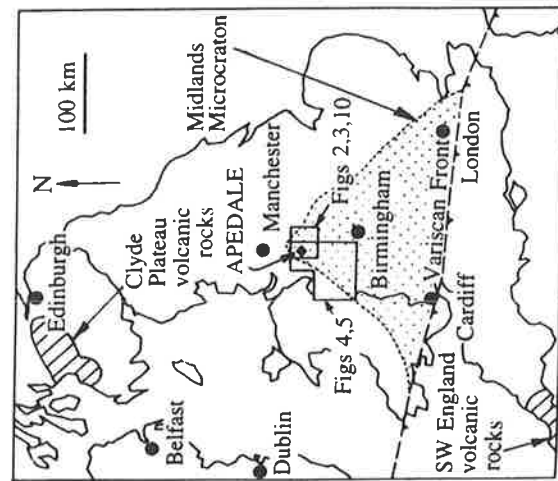 N
100 km
Edinburgh
Clyde
Plateau
volcanic
rocks
Belfast
Dublin
APEDALE
Manchester
Midlands
Microcraton
Figs 2,3,10
Figs 4,5
Birmingham
Variscan Front
London
Cardiff
SW England
volcanic
rocks